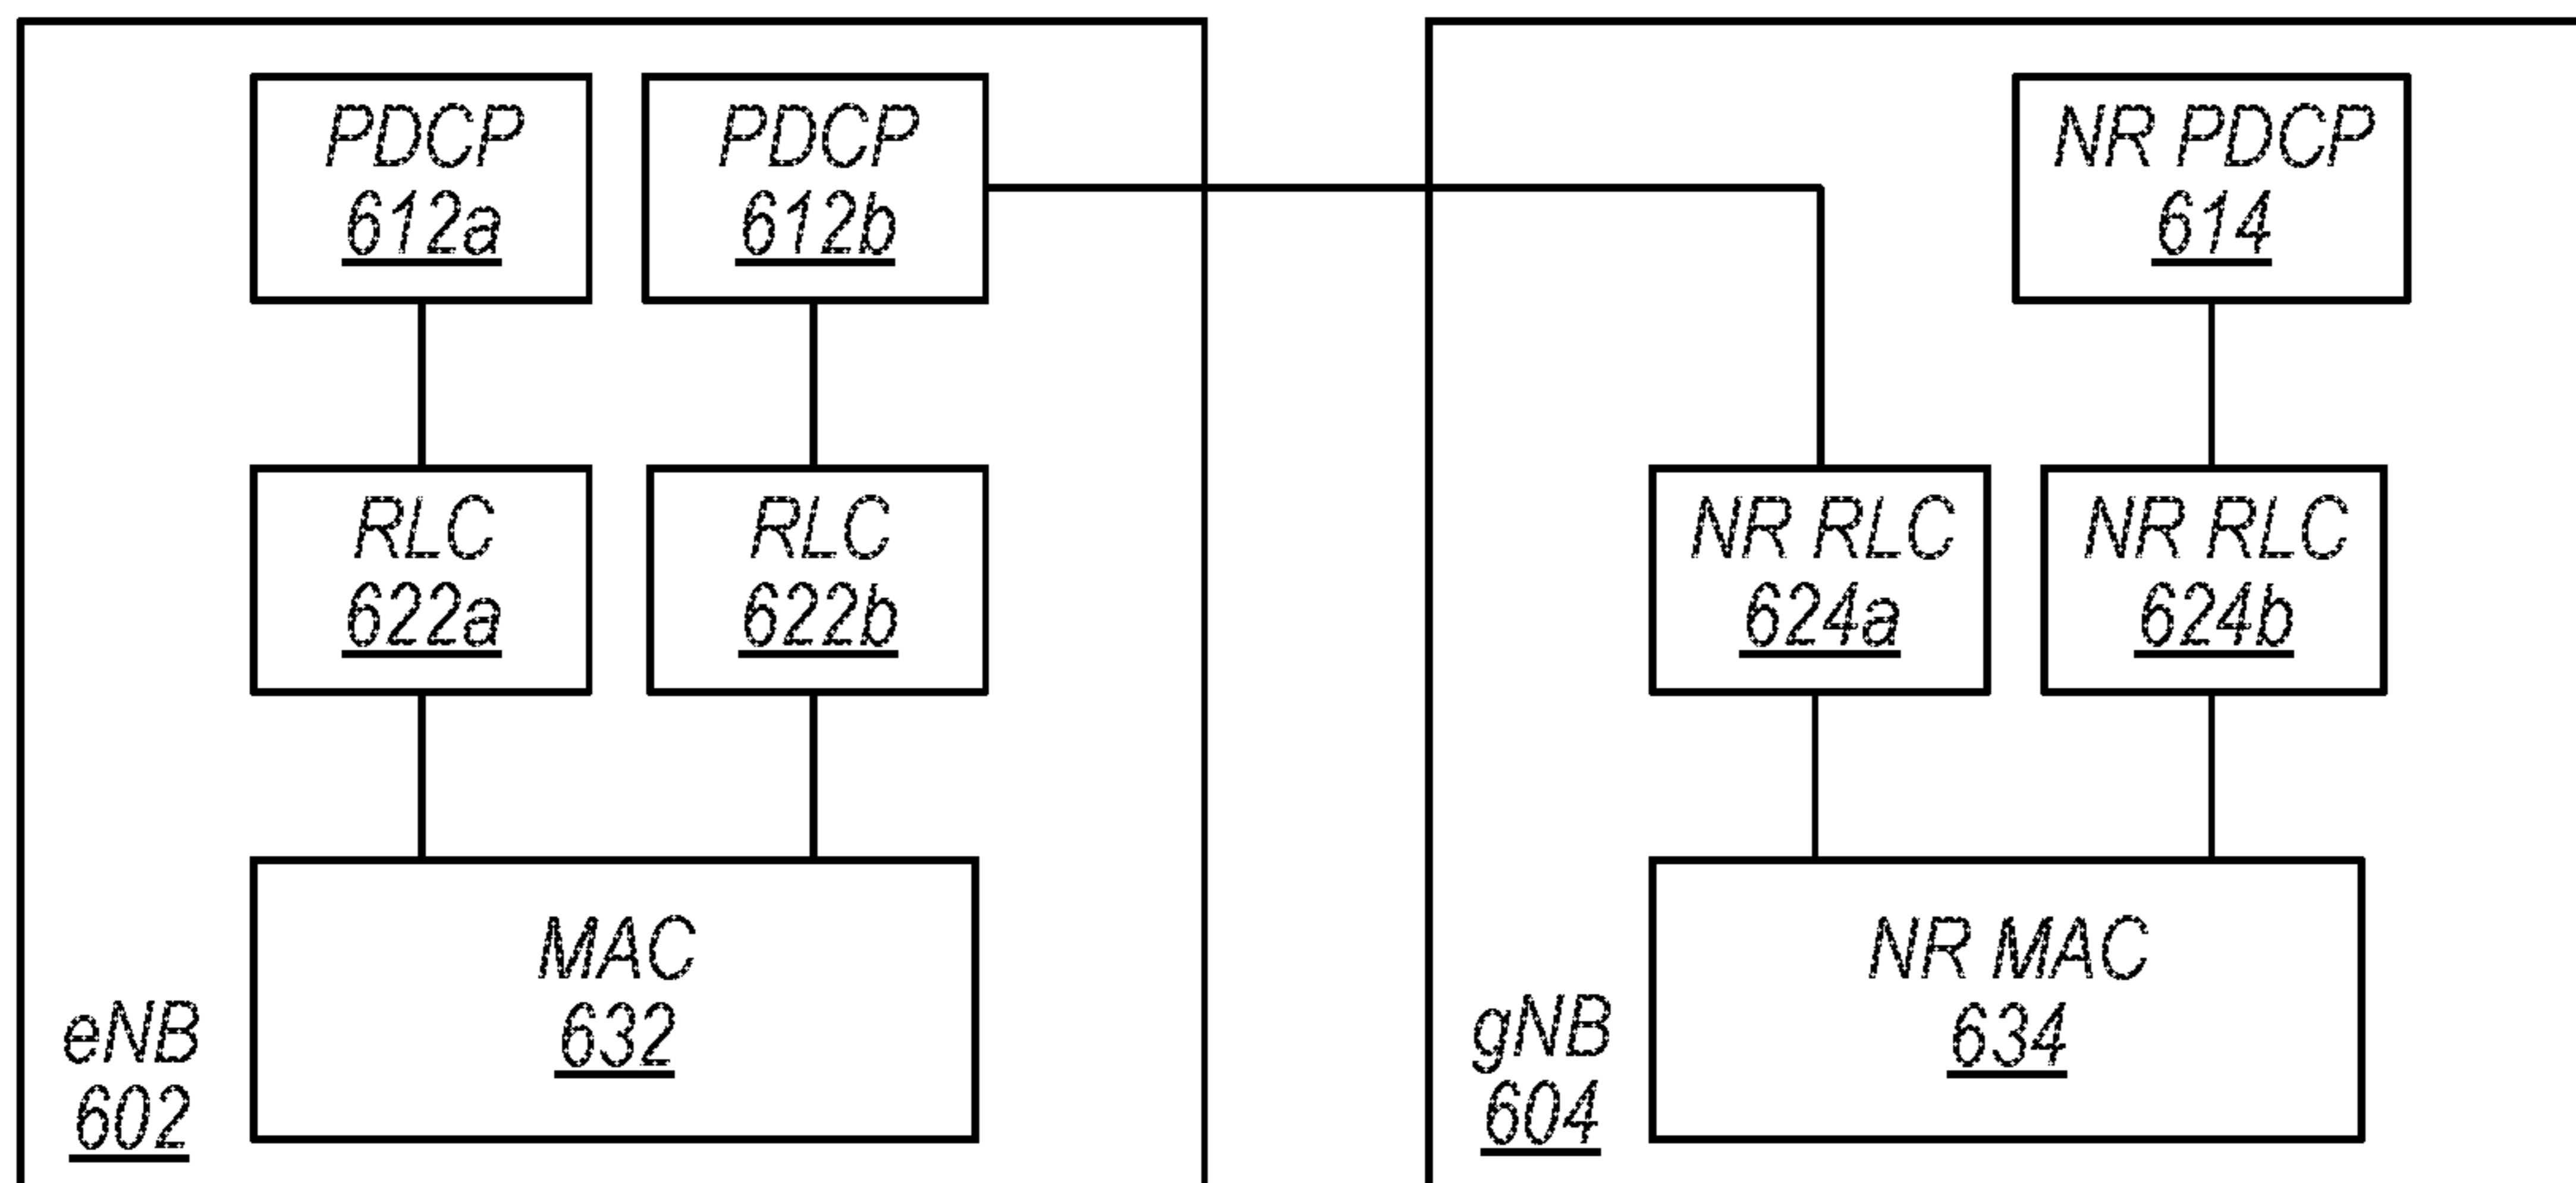 PDCP
612a
PDCP
612b
NR PDCP
614
RLC
622a
RLC
622b
NR RLC
624a
NR RLC
624b
MAC
632
NR MAC
634
eNB
602
gNB
604